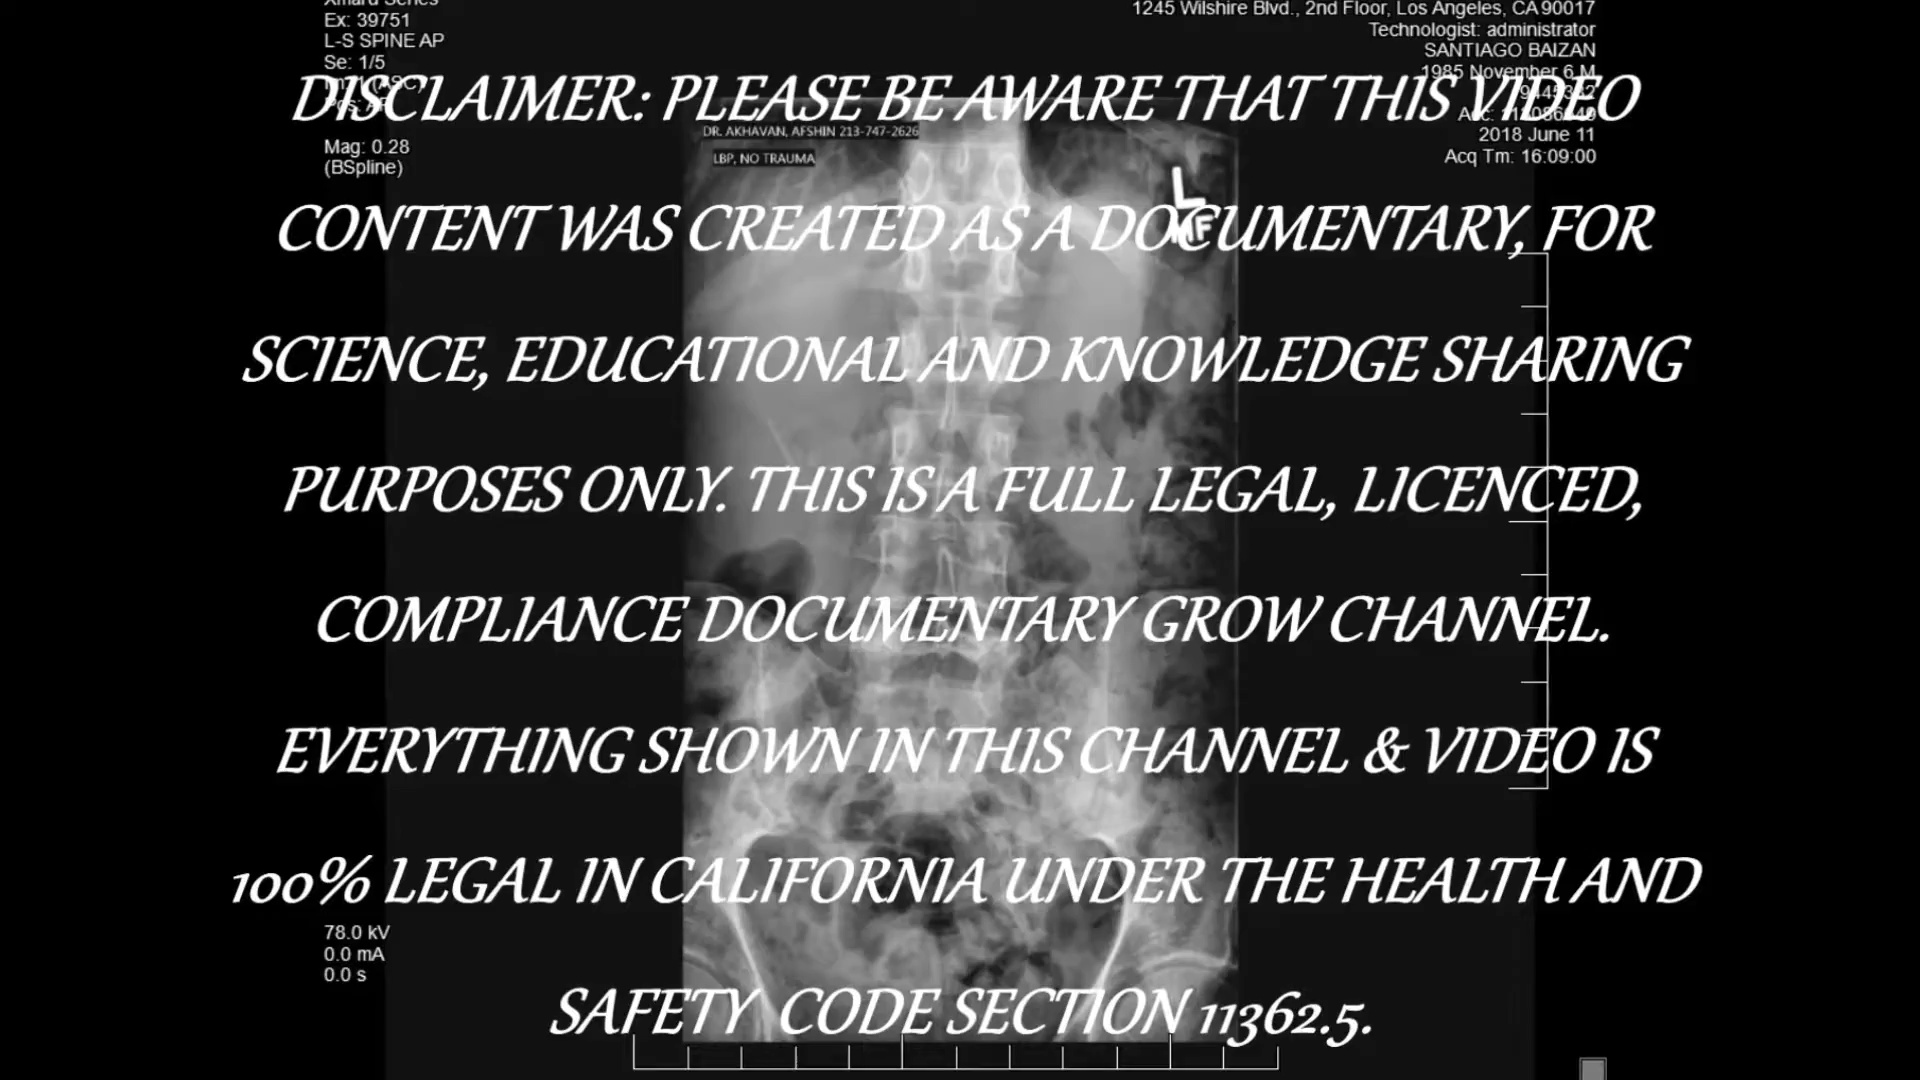 Ex: 39751
L-S SPINE AP
Se: 1/5
1245 Wilshire Blvd., 2nd Floor, Los Angeles, CA 90017
Technologist: administrator
SANTIAGO BAIZAN
1985 November 6 M
2018 June 11
Acq Tm: 16:09:00
Mag: 0.28
(BSpline)
DR. AKHAVAN, AFSHIN 213-747-2626
LBP, NO TRAUMA
L
MF
DISCLAIMER: PLEASE BE AWARE THAT THIS VIDEO
CONTENT WAS CREATED AS A DOCUMENTARY, FOR
SCIENCE, EDUCATIONAL AND KNOWLEDGE SHARING
PURPOSES ONLY. THIS IS A FULL LEGAL, LICENCED,
COMPLIANCE DOCUMENTARY GROW CHANNEL.
EVERYTHING SHOWN IN THIS CHANNEL & VIDEO IS
100% LEGAL IN CALIFORNIA UNDER THE HEALTH AND
SAFETY CODE SECTION 11362.5.
78.0 kV
0.0 mA
0.0 s